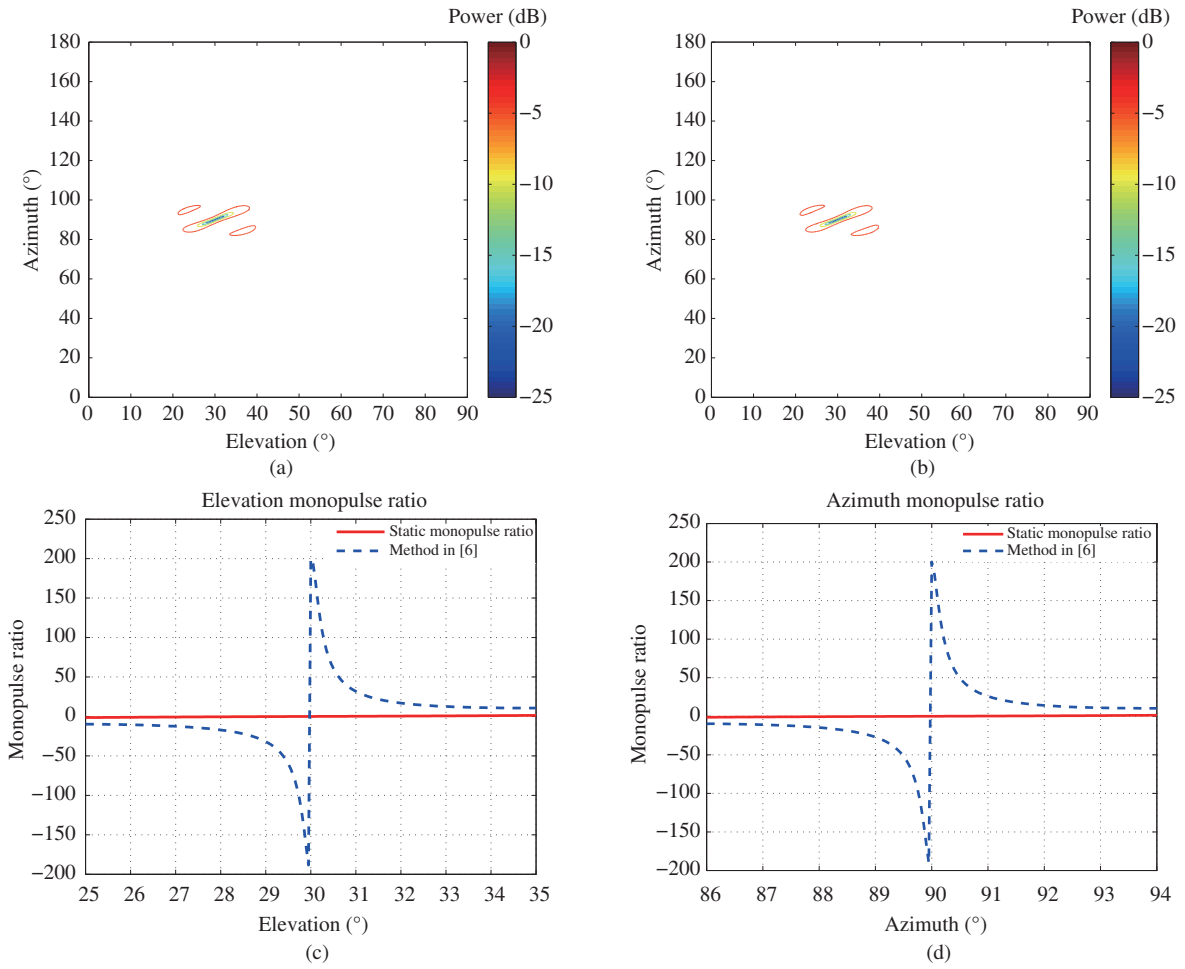 Power (dB)
180
160
140
120
100
80
60
40
20
0
Azimuth (°)
0 10 20 30 40 50 60 70 80 90
Elevation (°)
0
−5
−10
−15
−20
−25
(a)
Power (dB)
180
160
140
120
100
80
60
40
20
0
Azimuth (°)
0 10 20 30 40 50 60 70 80 90
Elevation (°)
0
−5
−10
−15
−20
−25
(b)
Elevation monopulse ratio
250
200
150
100
50
0
−50
−100
−150
−200
Monopulse ratio
Static monopulse ratio
Method in [6]
25 26 27 28 29 30 31 32 33 34 35
Elevation (°)
(c)
Azimuth monopulse ratio
250
200
150
100
50
0
−50
−100
−150
−200
Monopulse ratio
Static monopulse ratio
Method in [6]
86 87 88 89 90 91 92 93 94
Azimuth (°)
(d)